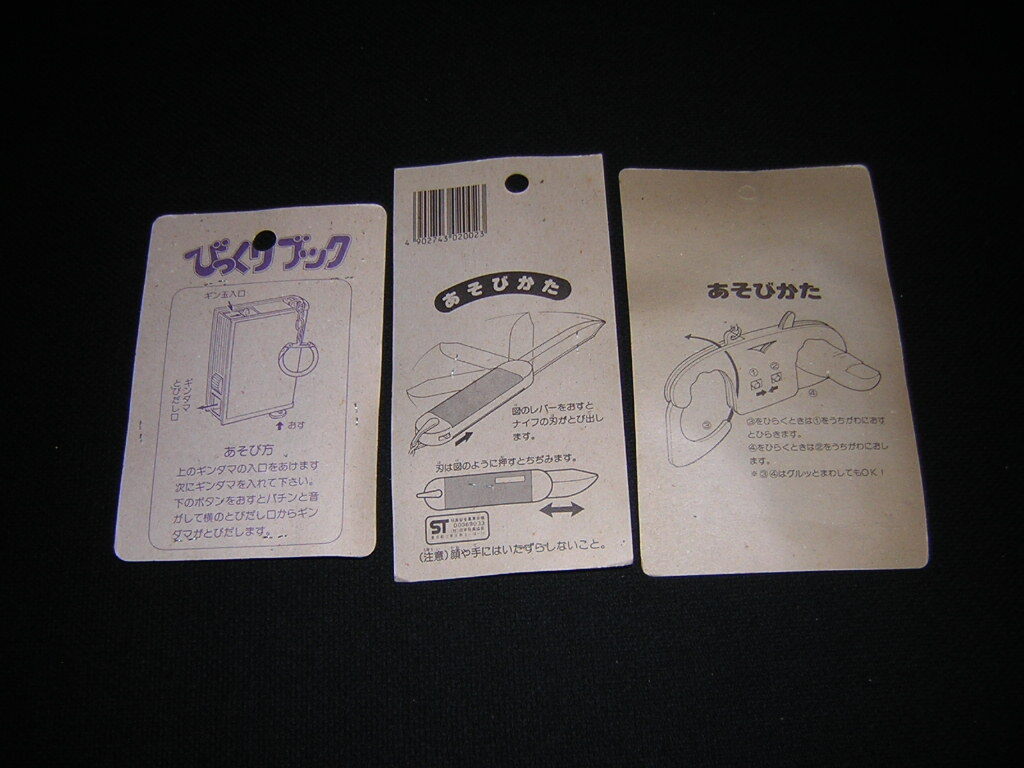 びっくりブック
ギン玉入口
ギンダマ
とびだし口
おす
あそび方
上のギンダマの入口をあけます
次にギンダマを入れて下さい。
下のボタンをおすとパチンと音
がして横のとびだし口からギン
ダマがとびだします。
4 902743 020023
あそびかた
図のレバーをおすと
ナイフの刃がとび出し
ます。
刃は図のように押すとちぢみます。
ST
00369033
(注意)顔や手にはいたずらしないこと。
あそびかた
① ②
③
④
③をひらくときは①をうちがわにおす
とひらきます。
④をひらくときは②をうちがわにおし
ます。
※③④はグルッとまわしてもOK!